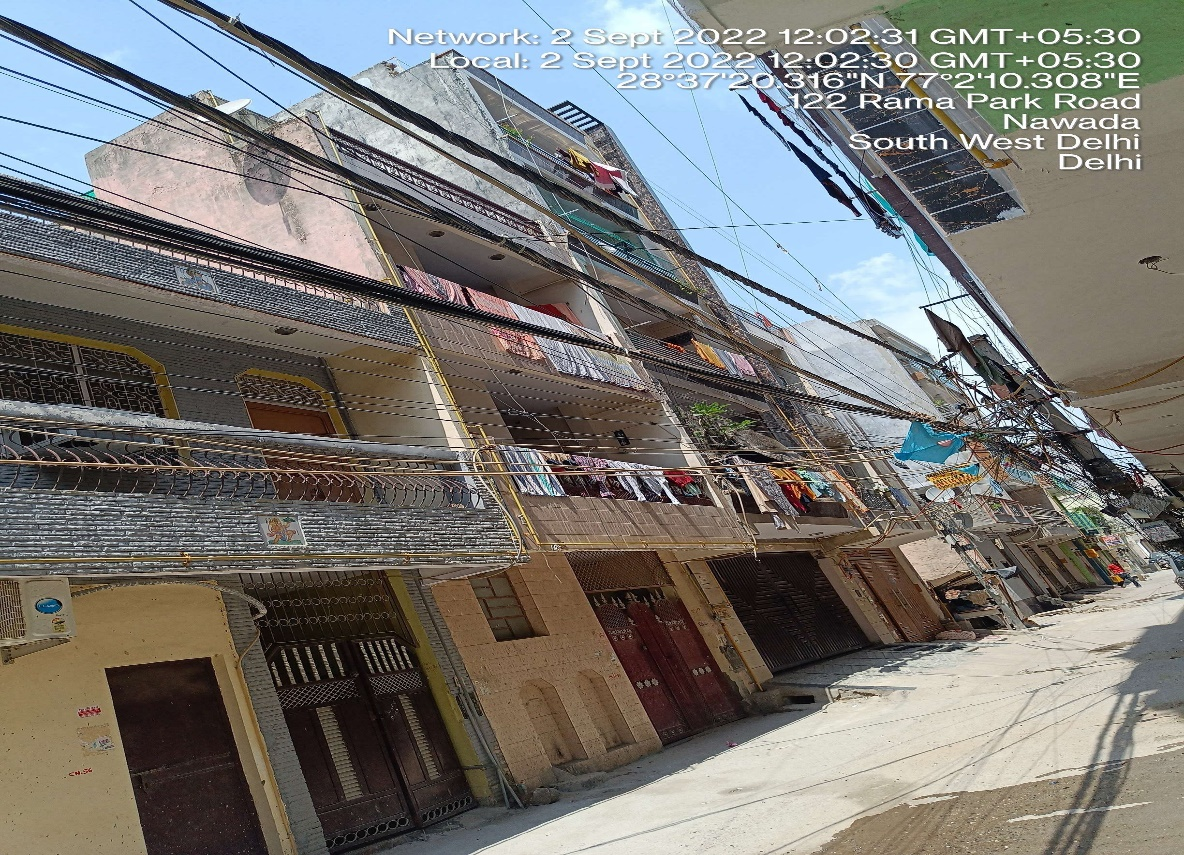 Network: 2 Sept 2022 12:02:31 GMT+05:30
Local: 2 Sept 2022 12:02:30 GMT+05:30
28°37'20.316"N 77°2'10.308"E
122 Rama Park Road
Nawada
South West Delhi
Delhi